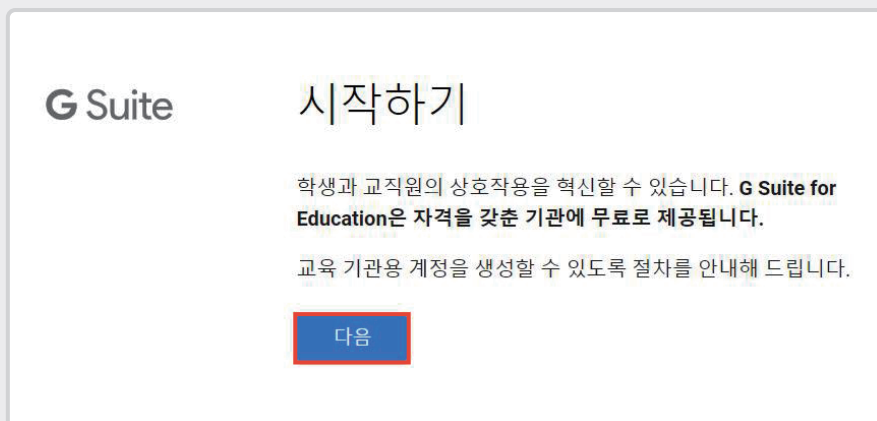 G Suite
시작하기
학생과 교직원의 상호작용을 혁신할 수 있습니다. G Suite for
Education은 자격을 갖춘 기관에 무료로 제공됩니다.
교육 기관용 계정을 생성할 수 있도록 절차를 안내해 드립니다.
다음